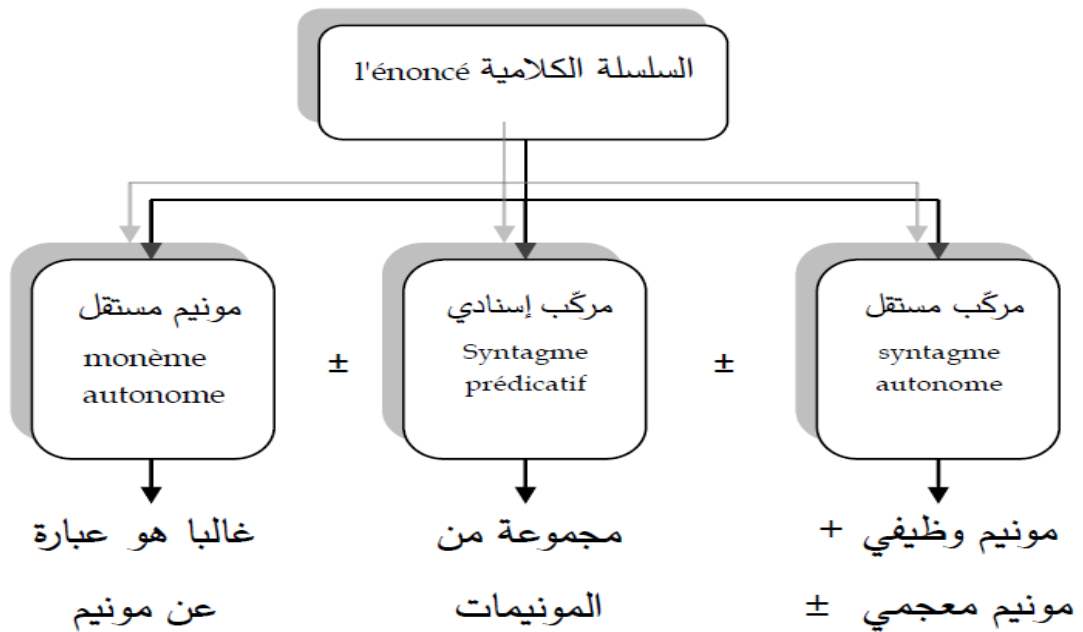 السلسلة الكلامية l'énoncé
مركّب مستقل
syntagme
autonome
±
مركّب إسنادي
Syntagme
prédicatif
±
مونيم مستقل
monème
autonome
مونيم وظيفي +
مونيم معجمي ±
مجموعة من
المونيمات
غالبا هو عبارة
عن مونيم